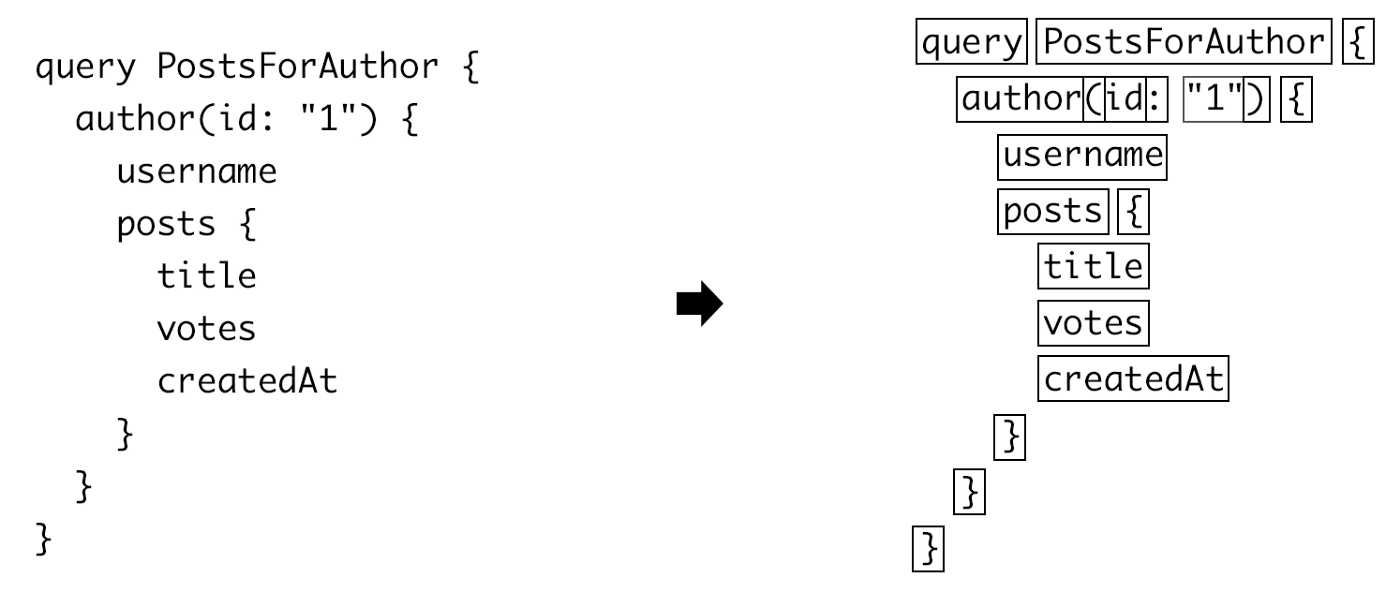 query PostsForAuthor {
  author(id: "1") {
    username
    posts {
      title
      votes
      createdAt
    }
  }
}
query PostsForAuthor {
  author(id: "1") {
    username
    posts {
      title
      votes
      createdAt
    }
  }
}